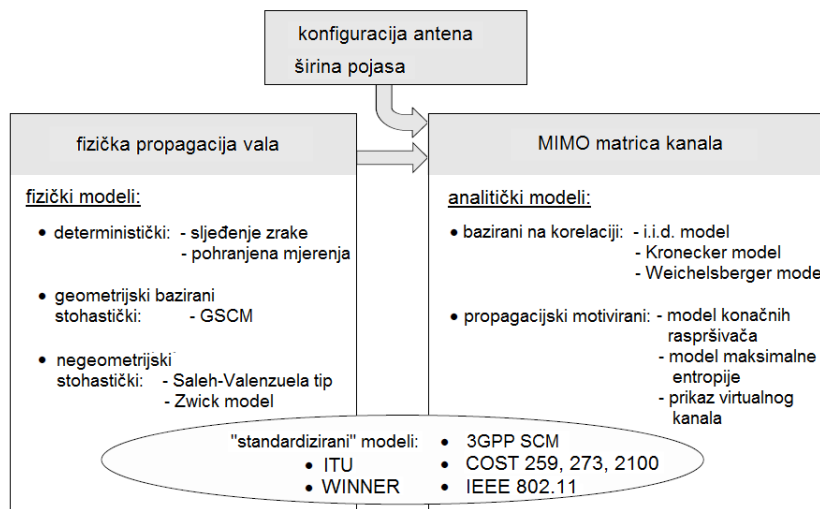 konfiguracija antena
širina pojasa
fizička propagacija vala
MIMO matrica kanala
fizički modeli:
• deterministički: - sljeđenje zrake
- pohranjena mjerenja
• geometrijski bazirani
stohastički: - GSCM
• negeometrijski
stohastički: - Saleh-Valenzuela tip
- Zwick model
analitički modeli:
• bazirani na korelaciji: - i.i.d. model
- Kronecker model
- Weichelsberger mode
• propagacijski motivirani: - model konačnih
raspršivača
- model maksimalne
entropije
- prikaz virtualnog
kanala
"standardizirani" modeli: • 3GPP SCM
• ITU • COST 259, 273, 2100
• WINNER • IEEE 802.11